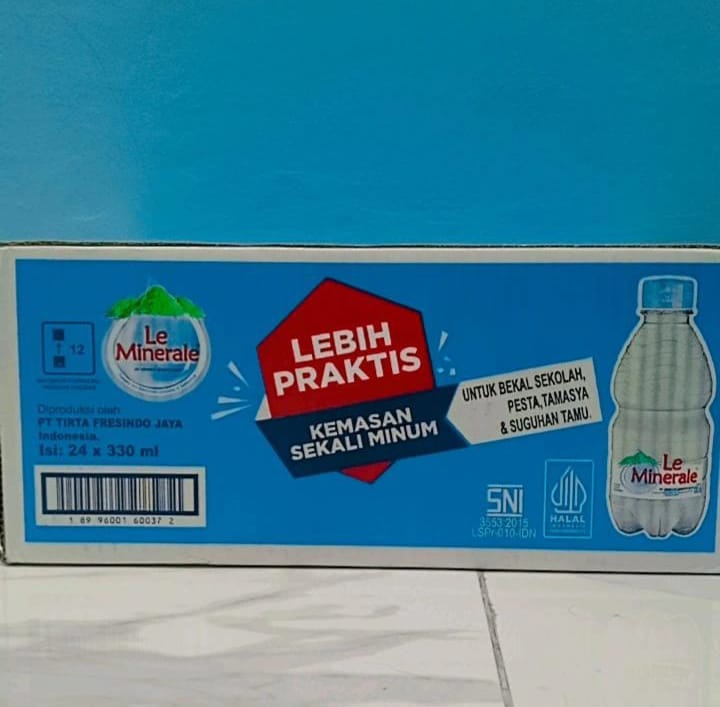 12
Le
Minerale
Diproduksi oleh
PT TIRTA FRESINDO JAYA
Indonesia.
Isi: 24 x 330 ml
1 89 96001 60037 2
LEBIH
PRAKTIS
KEMASAN
SEKALI MINUM
UNTUK BEKAL SEKOLAH,
PESTA,TAMASYA
& SUGUHAN TAMU.
SNI
3553:2015
LSPr-010-IDN
HALAL
INDONESIA
Le
Minerale